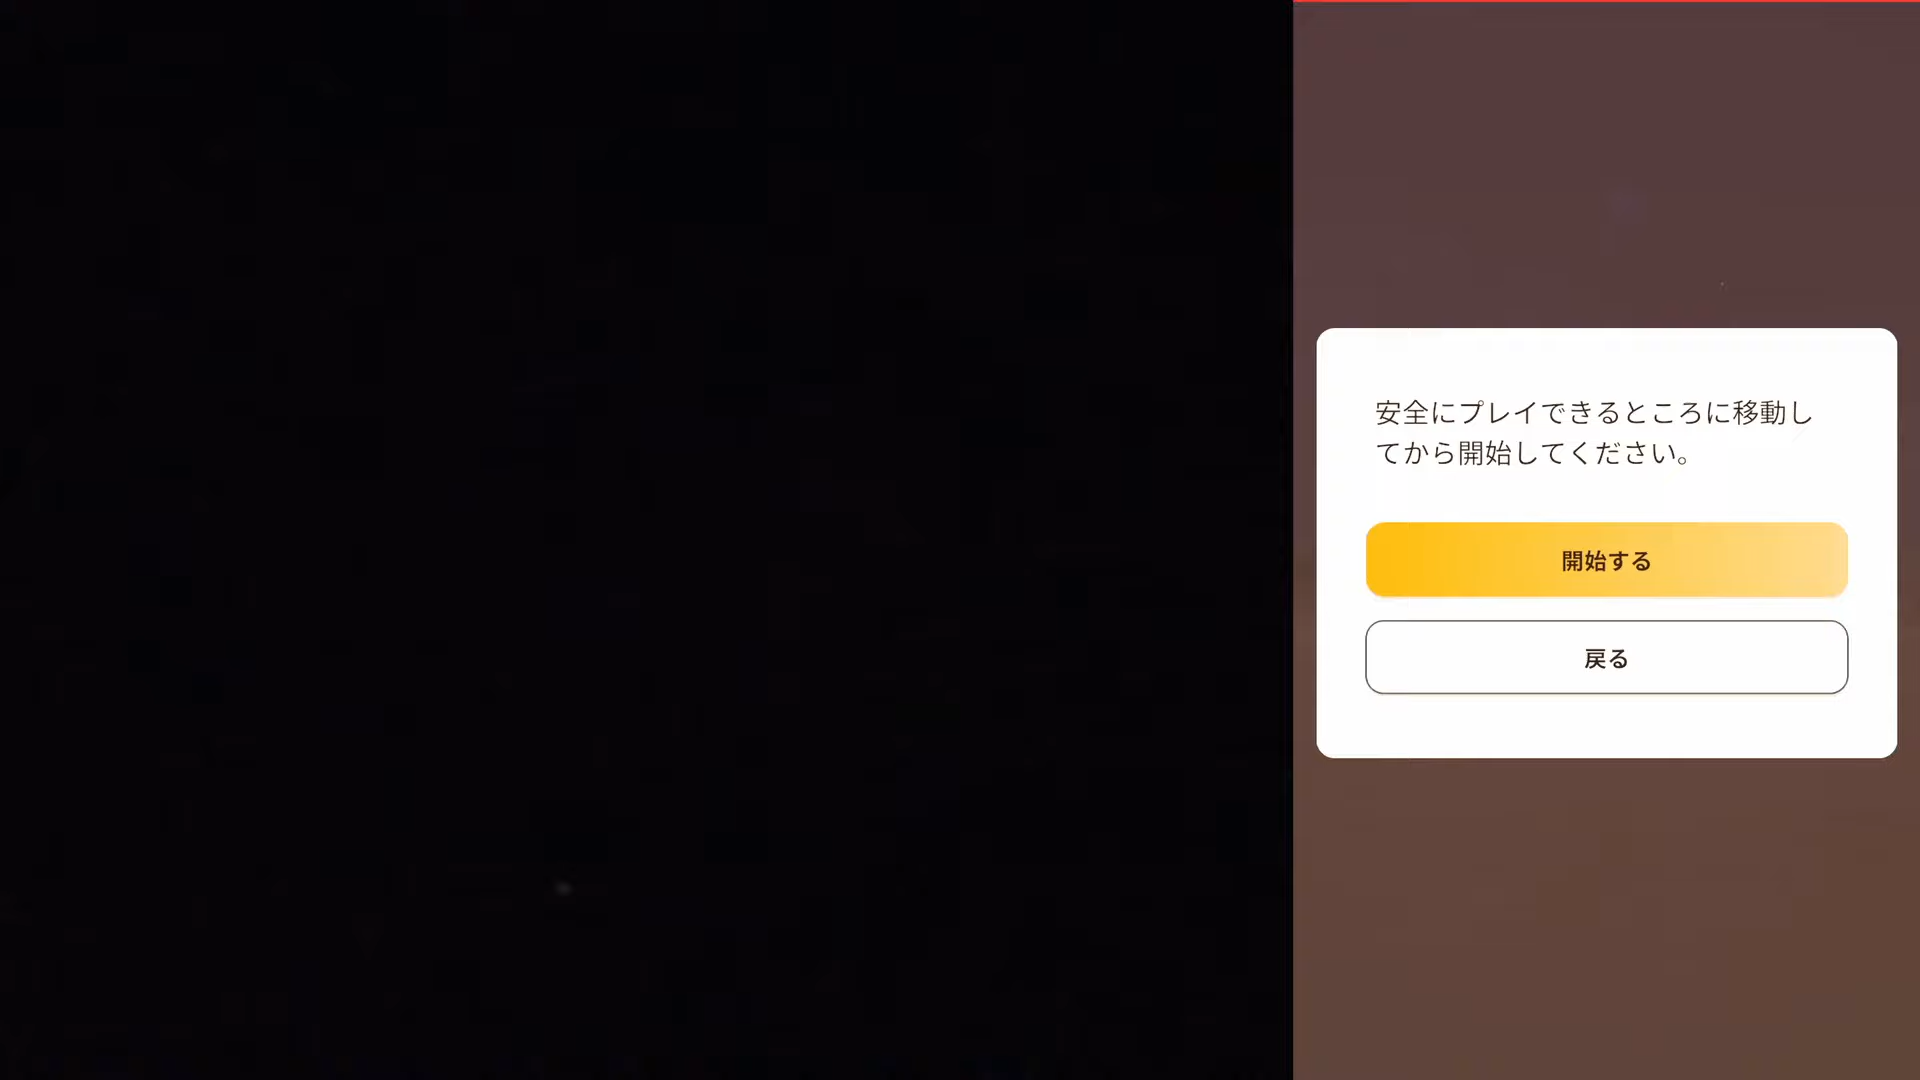 安全にプレイできるところに移動し
てから開始してください。
開始する
戻る